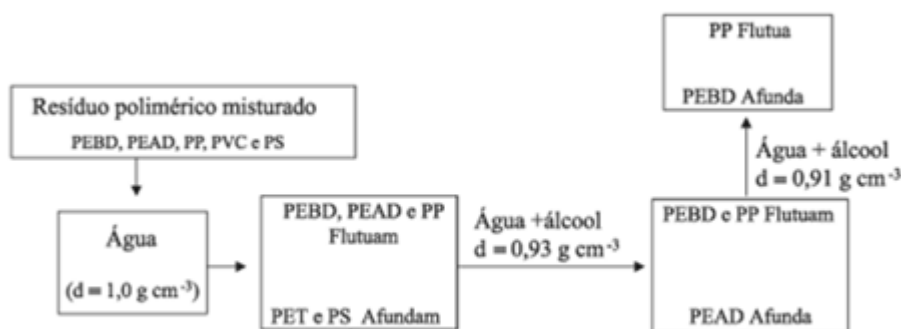 Resíduo polimérico misturado
PEBD, PEAD, PP, PVC e PS
Água
(d = 1,0 g cm⁻³)
PEBD, PEAD e PP
Flutuam
PET e PS Afundam
Água +álcool
d = 0,93 g cm⁻³
PEBD e PP Flutuam
PEAD Afunda
Água + álcool
d = 0,91 g cm⁻³
PP Flutua
PEBD Afunda